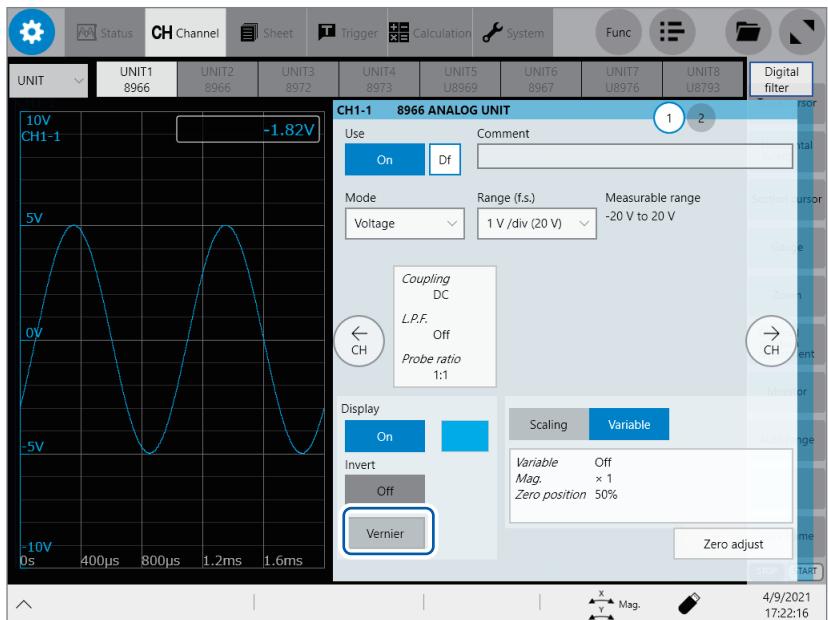 Status CH Channel Sheet Trigger Calculation System Func
UNIT UNIT1 UNIT2 UNIT3 UNIT4 UNIT5 UNIT6 UNIT7 UNIT8 Digital
8966 8966 8972 8973 U8969 8967 U8976 U8793 filter
10V
CH1-1
-1.82V
5V
0V
-5V
-10V
0s 400µs 800µs 1.2ms 1.6ms
CH1-1 8966 ANALOG UNIT
1 2
Use Comment
On Df
Mode Range (f.s.) Measurable range
Voltage 1 V /div (20 V) -20 V to 20 V
Coupling
DC
L.P.F.
Off
Probe ratio
1:1
← CH
→ CH
Display
On
Invert
Off
Vernier
Scaling Variable
Variable Off
Mag. × 1
Zero position 50%
Zero adjust
STOP START
X
Y
Mag.
4/9/2021
17:22:16